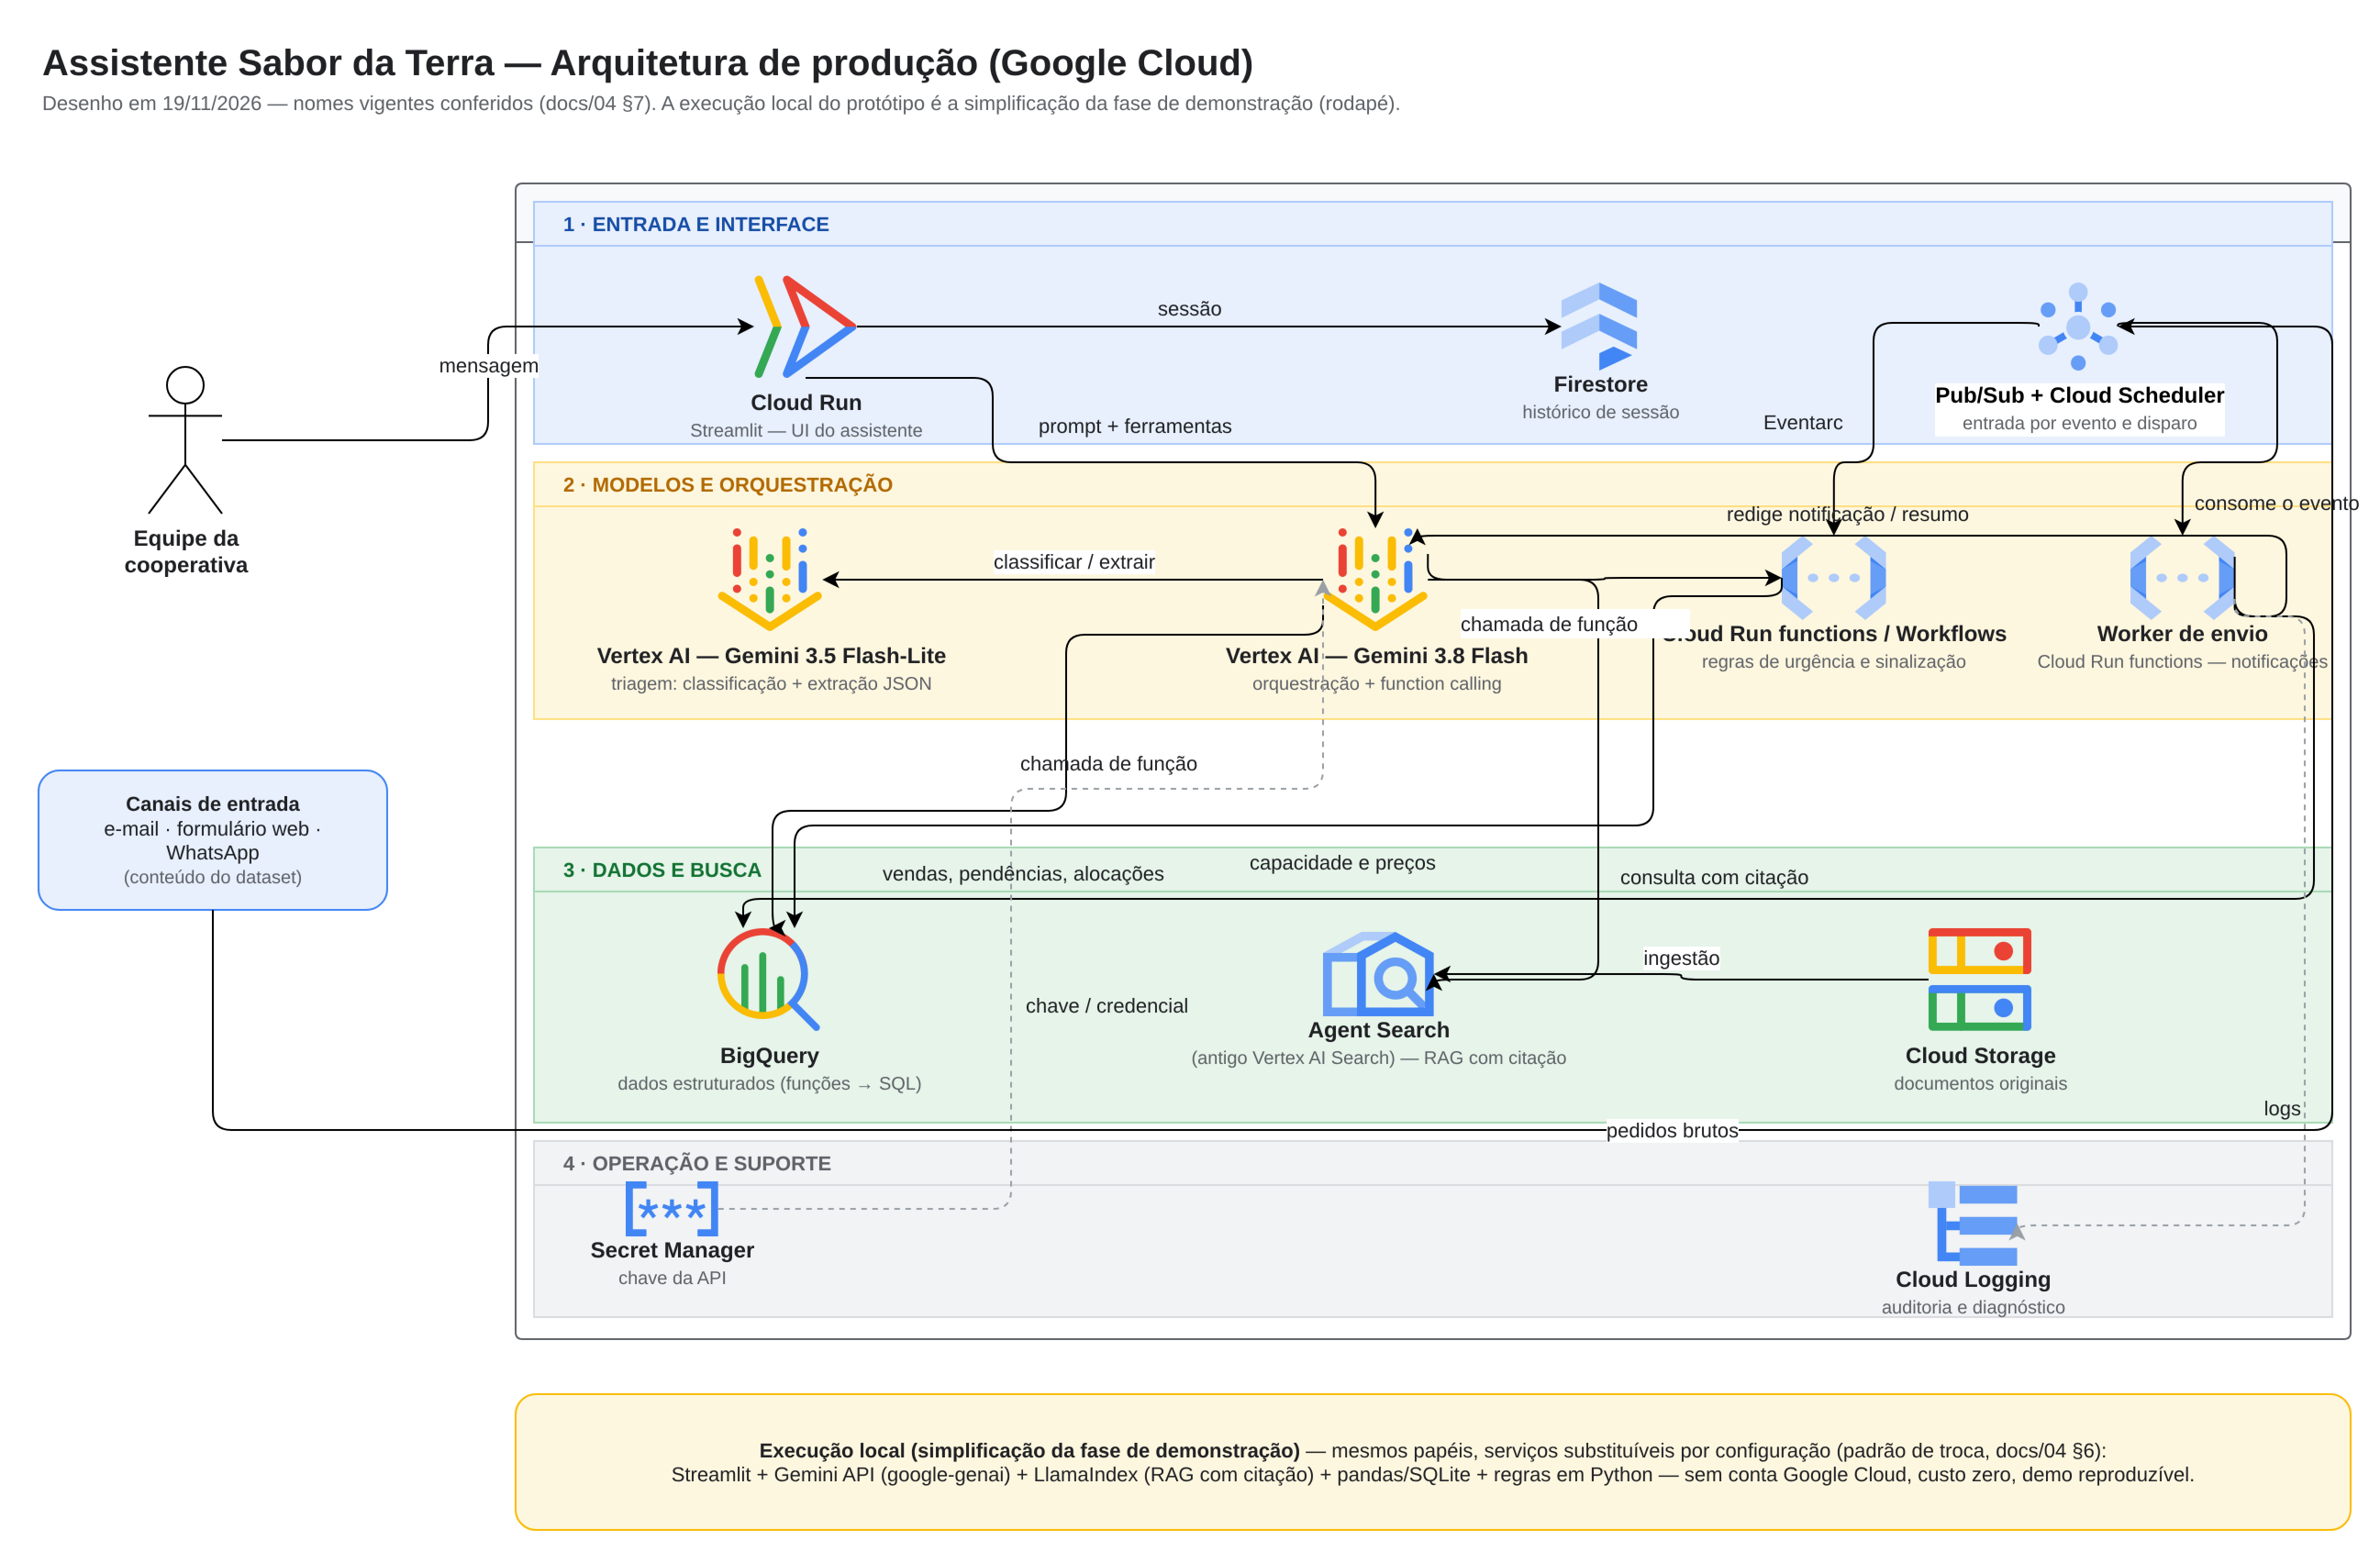 Assistente Sabor da Terra — Arquitetura de produção (Google Cloud)
Desenho em 19/11/2026 — nomes vigentes conferidos (docs/04 §7). A execução local do protótipo é a simplificação da fase de demonstração (rodapé).
1 · ENTRADA E INTERFACE
sessão
mensagem
Cloud Run
Streamlit — UI do assistente
Firestore
histórico de sessão
Pub/Sub + Cloud Scheduler
entrada por evento e disparo
prompt + ferramentas
Eventarc
Equipe da
cooperativa
2 · MODELOS E ORQUESTRAÇÃO
consome o evento
redige notificação / resumo
classificar / extrair
chamada de função
Vertex AI — Gemini 3.5 Flash-Lite
triagem: classificação + extração JSON
Vertex AI — Gemini 3.8 Flash
orquestração + function calling
Cloud Run functions / Workflows
regras de urgência e sinalização
Worker de envio
Cloud Run functions — notificações
chamada de função
Canais de entrada
e-mail · formulário web ·
WhatsApp
(conteúdo do dataset)
3 · DADOS E BUSCA
vendas, pendências, alocações
capacidade e preços
consulta com citação
ingestão
chave / credencial
BigQuery
dados estruturados (funções → SQL)
Agent Search
(antigo Vertex AI Search) — RAG com citação
Cloud Storage
documentos originais
logs
pedidos brutos
4 · OPERAÇÃO E SUPORTE
***
Secret Manager
chave da API
Cloud Logging
auditoria e diagnóstico
Execução local (simplificação da fase de demonstração) — mesmos papéis, serviços substituíveis por configuração (padrão de troca, docs/04 §6):
Streamlit + Gemini API (google-genai) + LlamaIndex (RAG com citação) + pandas/SQLite + regras em Python — sem conta Google Cloud, custo zero, demo reproduzível.